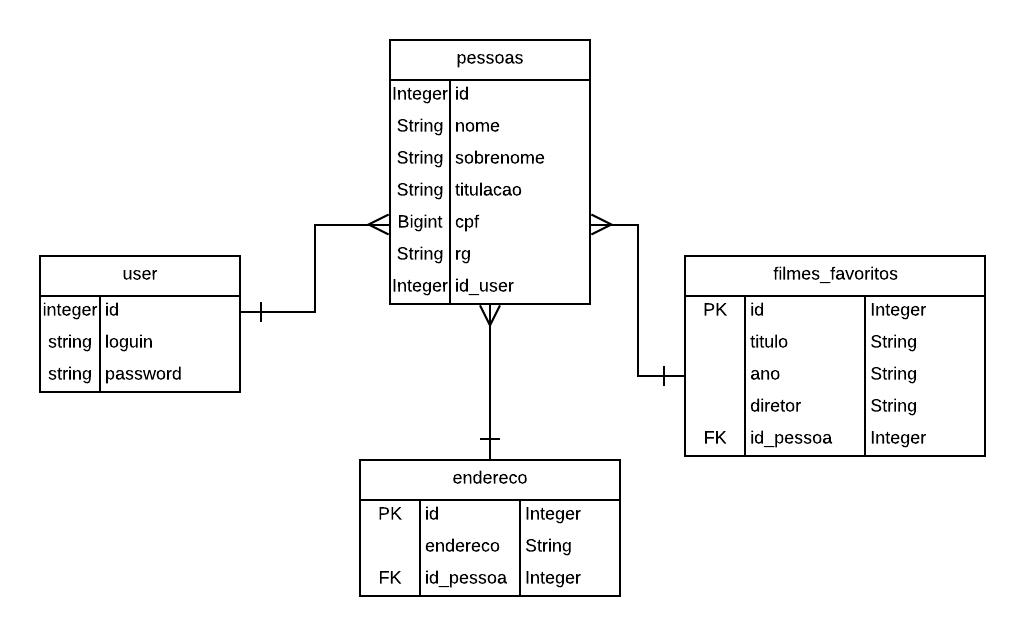 pessoas
Integer id
String nome
String sobrenome
String titulacao
Bigint cpf
String rg
Integer id_user
user
integer id
string loguin
string password
filmes_favoritos
PK id Integer
titulo String
ano String
diretor String
FK id_pessoa Integer
endereco
PK id Integer
endereco String
FK id_pessoa Integer